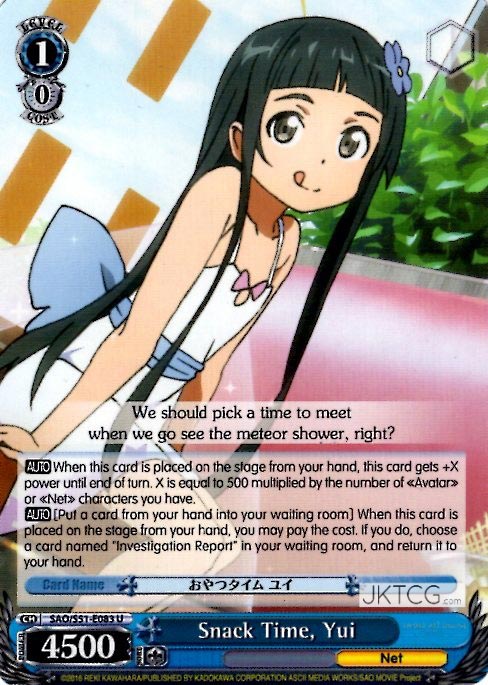 LEVEL
1
0
COST
We should pick a time to meet
when we go see the meteor shower, right?
AUTO When this card is placed on the stage from your hand, this card gets +X
power until end of turn. X is equal to 500 multiplied by the number of «Avatar»
or «Net» characters you have.
AUTO [Put a card from your hand into your waiting room] When this card is
placed on the stage from your hand, you may pay the cost. If you do, choose
a card named "Investigation Report" in your waiting room, and return it to
your hand.
Card Name おやつタイム ユイ
JKTCG.com
CH SAO/S51-E083 U
POWER 4500 Snack Time, Yui
Net
©2016 REKI KAWAHARA/PUBLISHED BY KADOKAWA CORPORATION ASCII MEDIA WORKS/SAO MOVIE Project